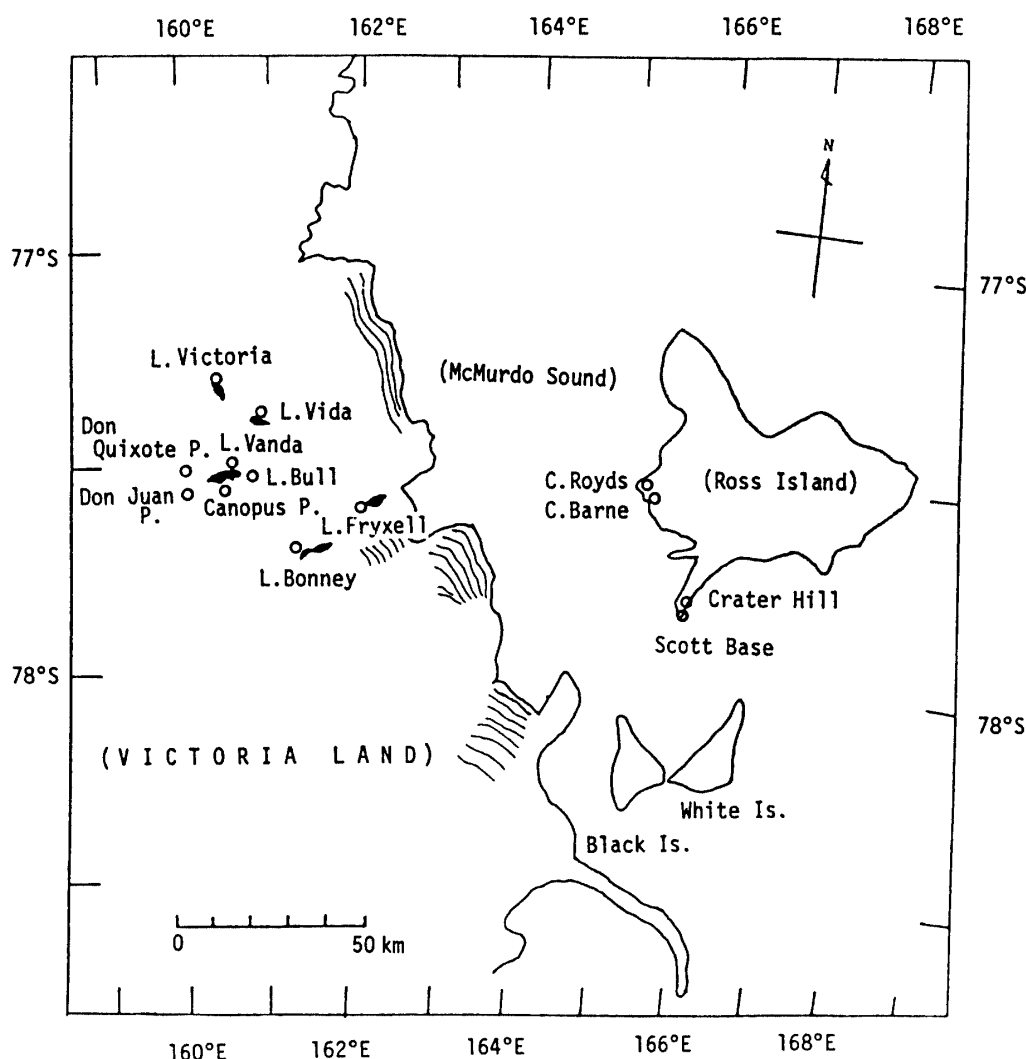 160°E 162°E 164°E 166°E 168°E
N
77°S
77°S
L. Victoria
(McMurdo Sound)
L. Vida
Don
Quixote P.
L. Vanda
L. Bull
Don Juan
P.
Canopus P.
L. Fryxell
L. Bonney
C. Royds
C. Barne
(Ross Island)
Crater Hill
Scott Base
78°S
78°S
(VICTORIA LAND)
White Is.
Black Is.
0 50 km
160°E 162°E 164°E 166°E 168°E